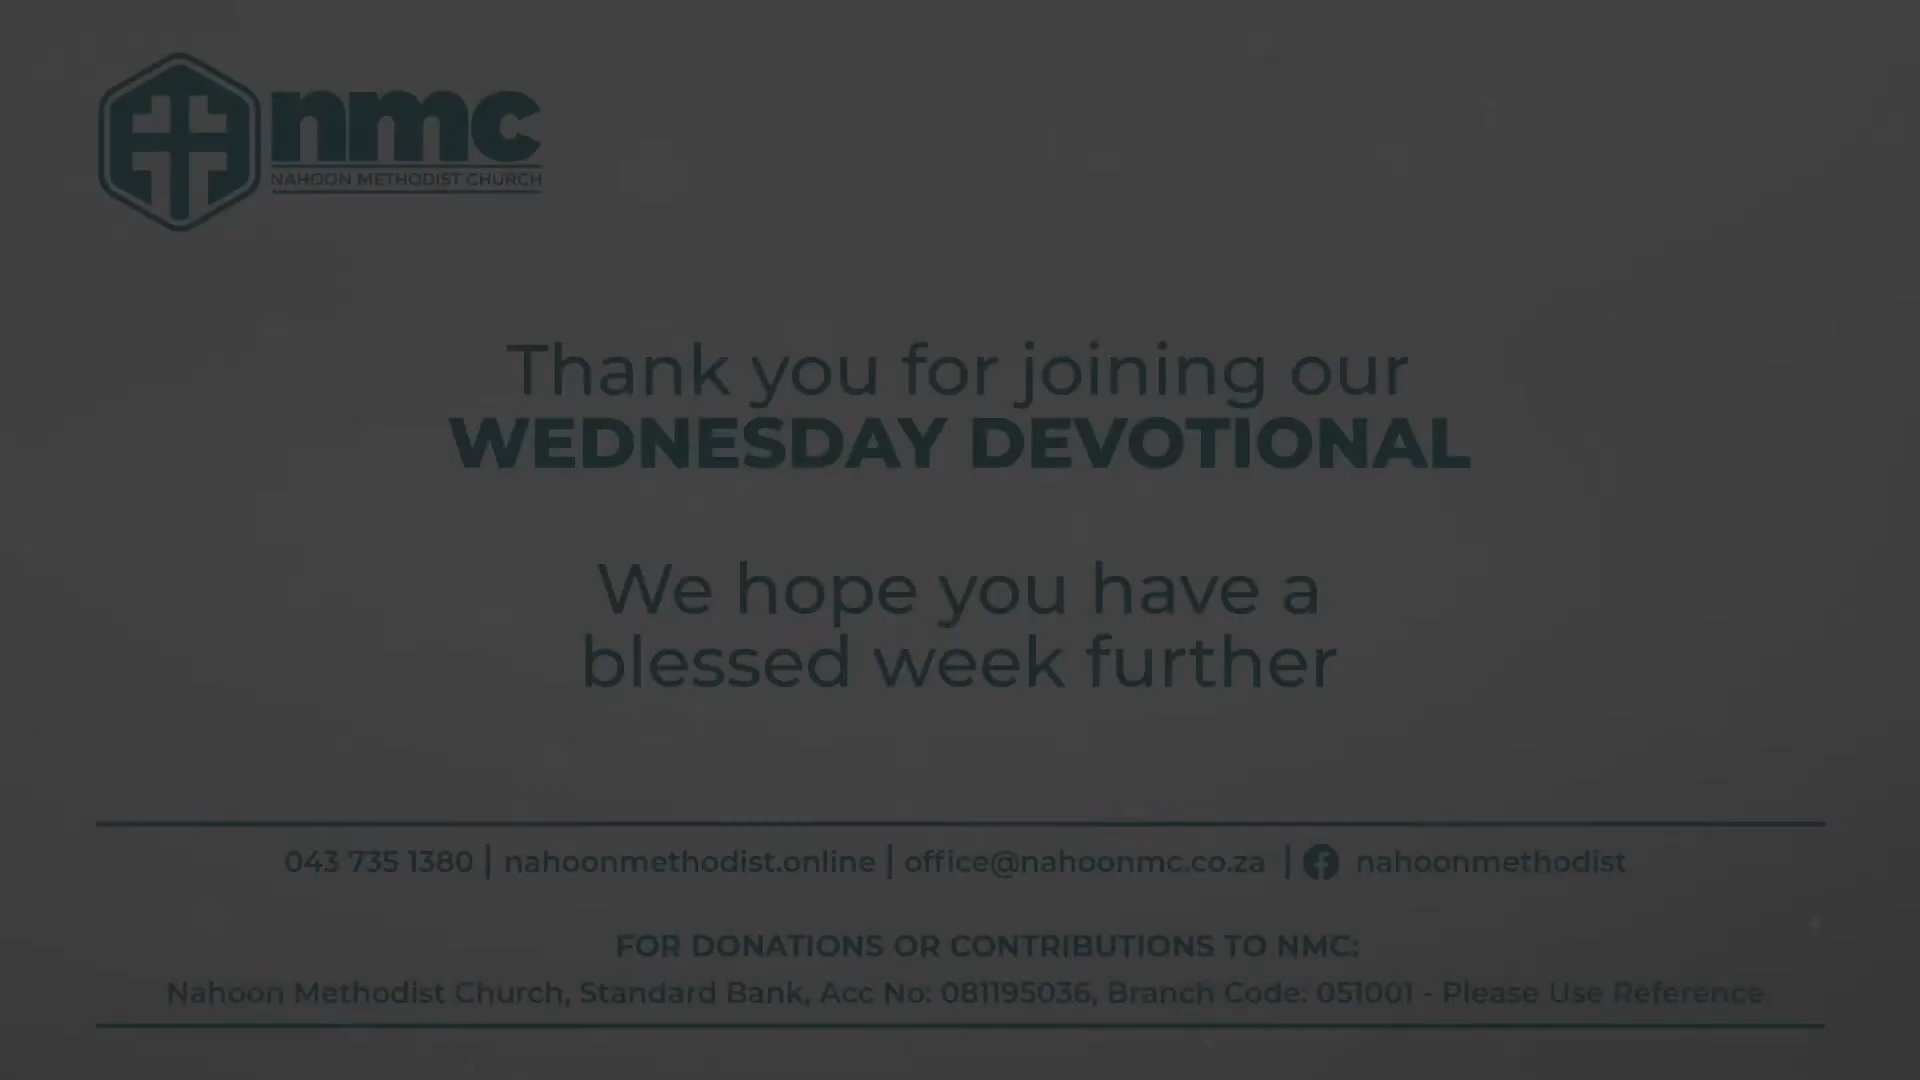 nmc
NAHOON METHODIST CHURCH
Thank you for joining our
WEDNESDAY DEVOTIONAL
We hope you have a
blessed week further
043 735 1380 | nahoonmethodist.online | office@nahoonmc.co.za | nahoonmethodist
FOR DONATIONS OR CONTRIBUTIONS TO NMC:
Nahoon Methodist Church, Standard Bank, Acc No: 081195036, Branch Code: 051001 - Please Use Reference